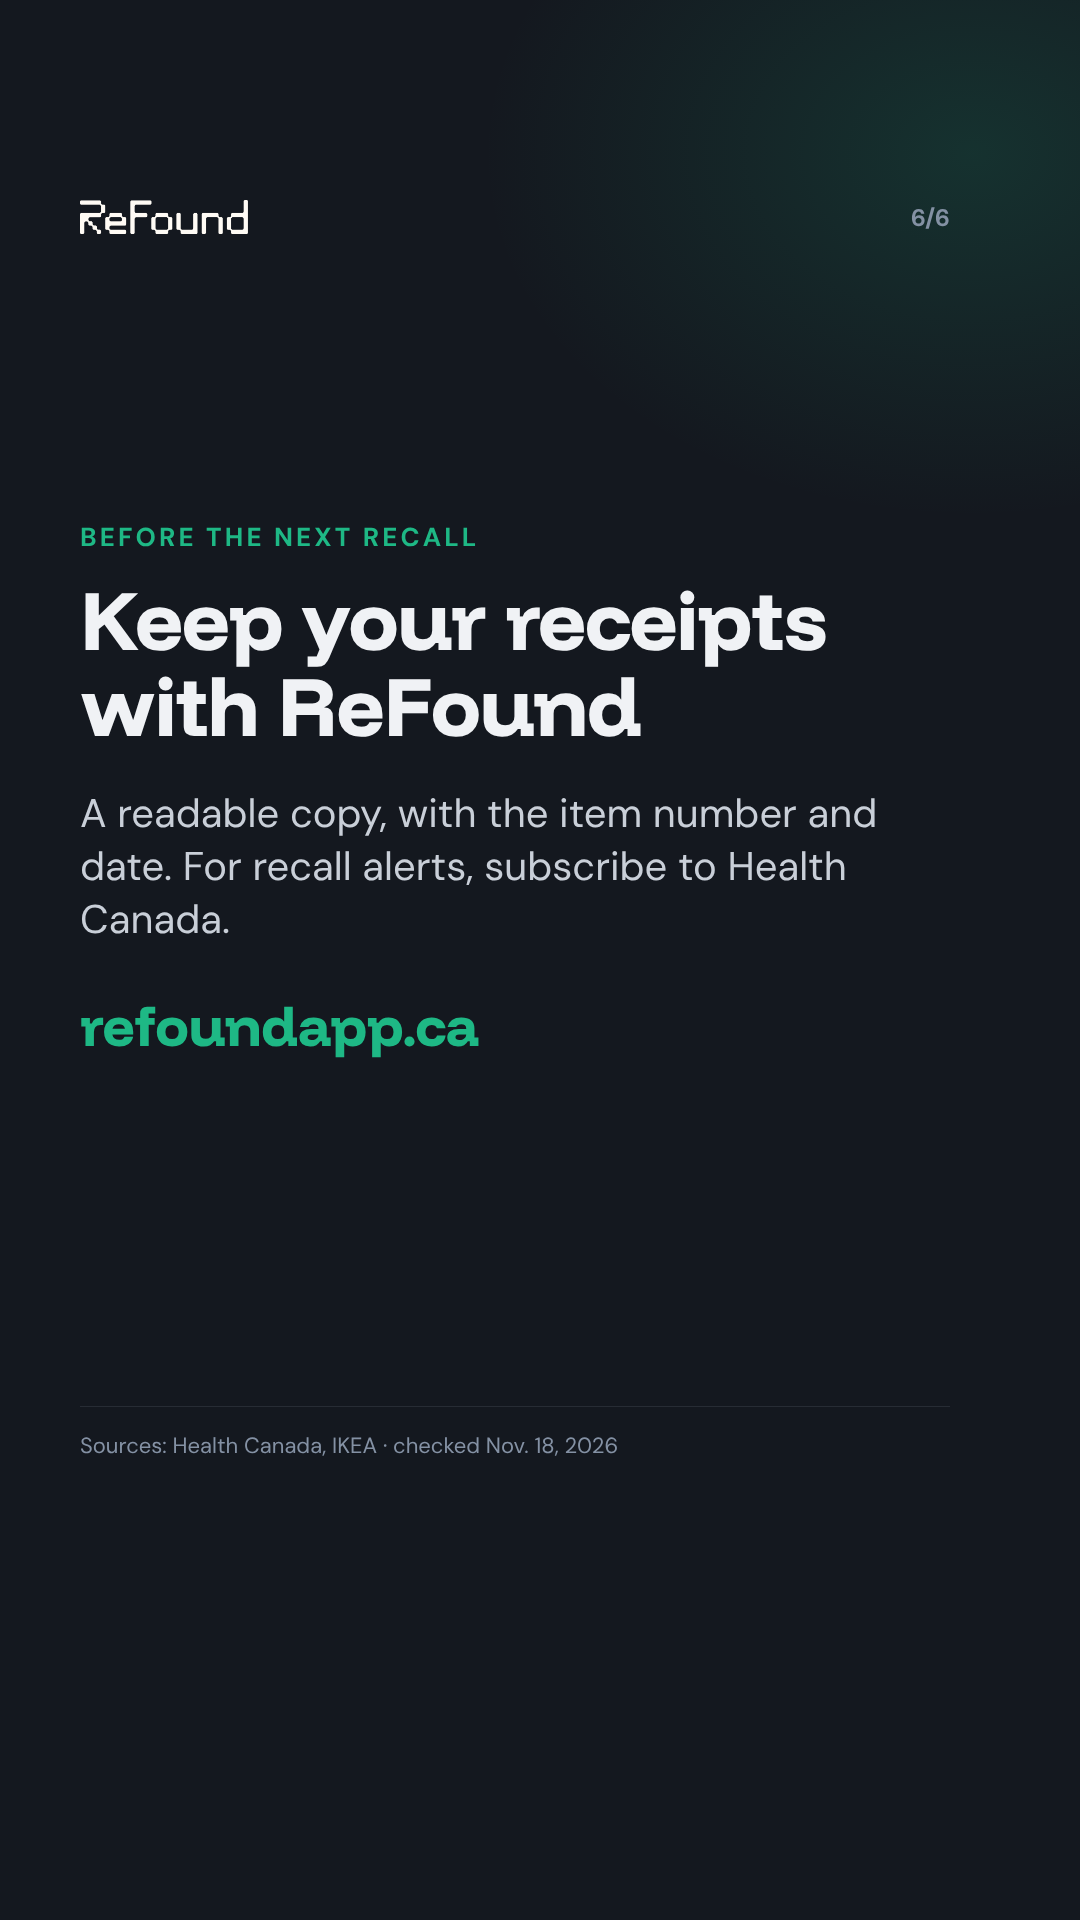 ReFound
6/6
BEFORE THE NEXT RECALL
Keep your receipts
with ReFound
A readable copy, with the item number and
date. For recall alerts, subscribe to Health
Canada.
refoundapp.ca
Sources: Health Canada, IKEA · checked Nov. 18, 2026